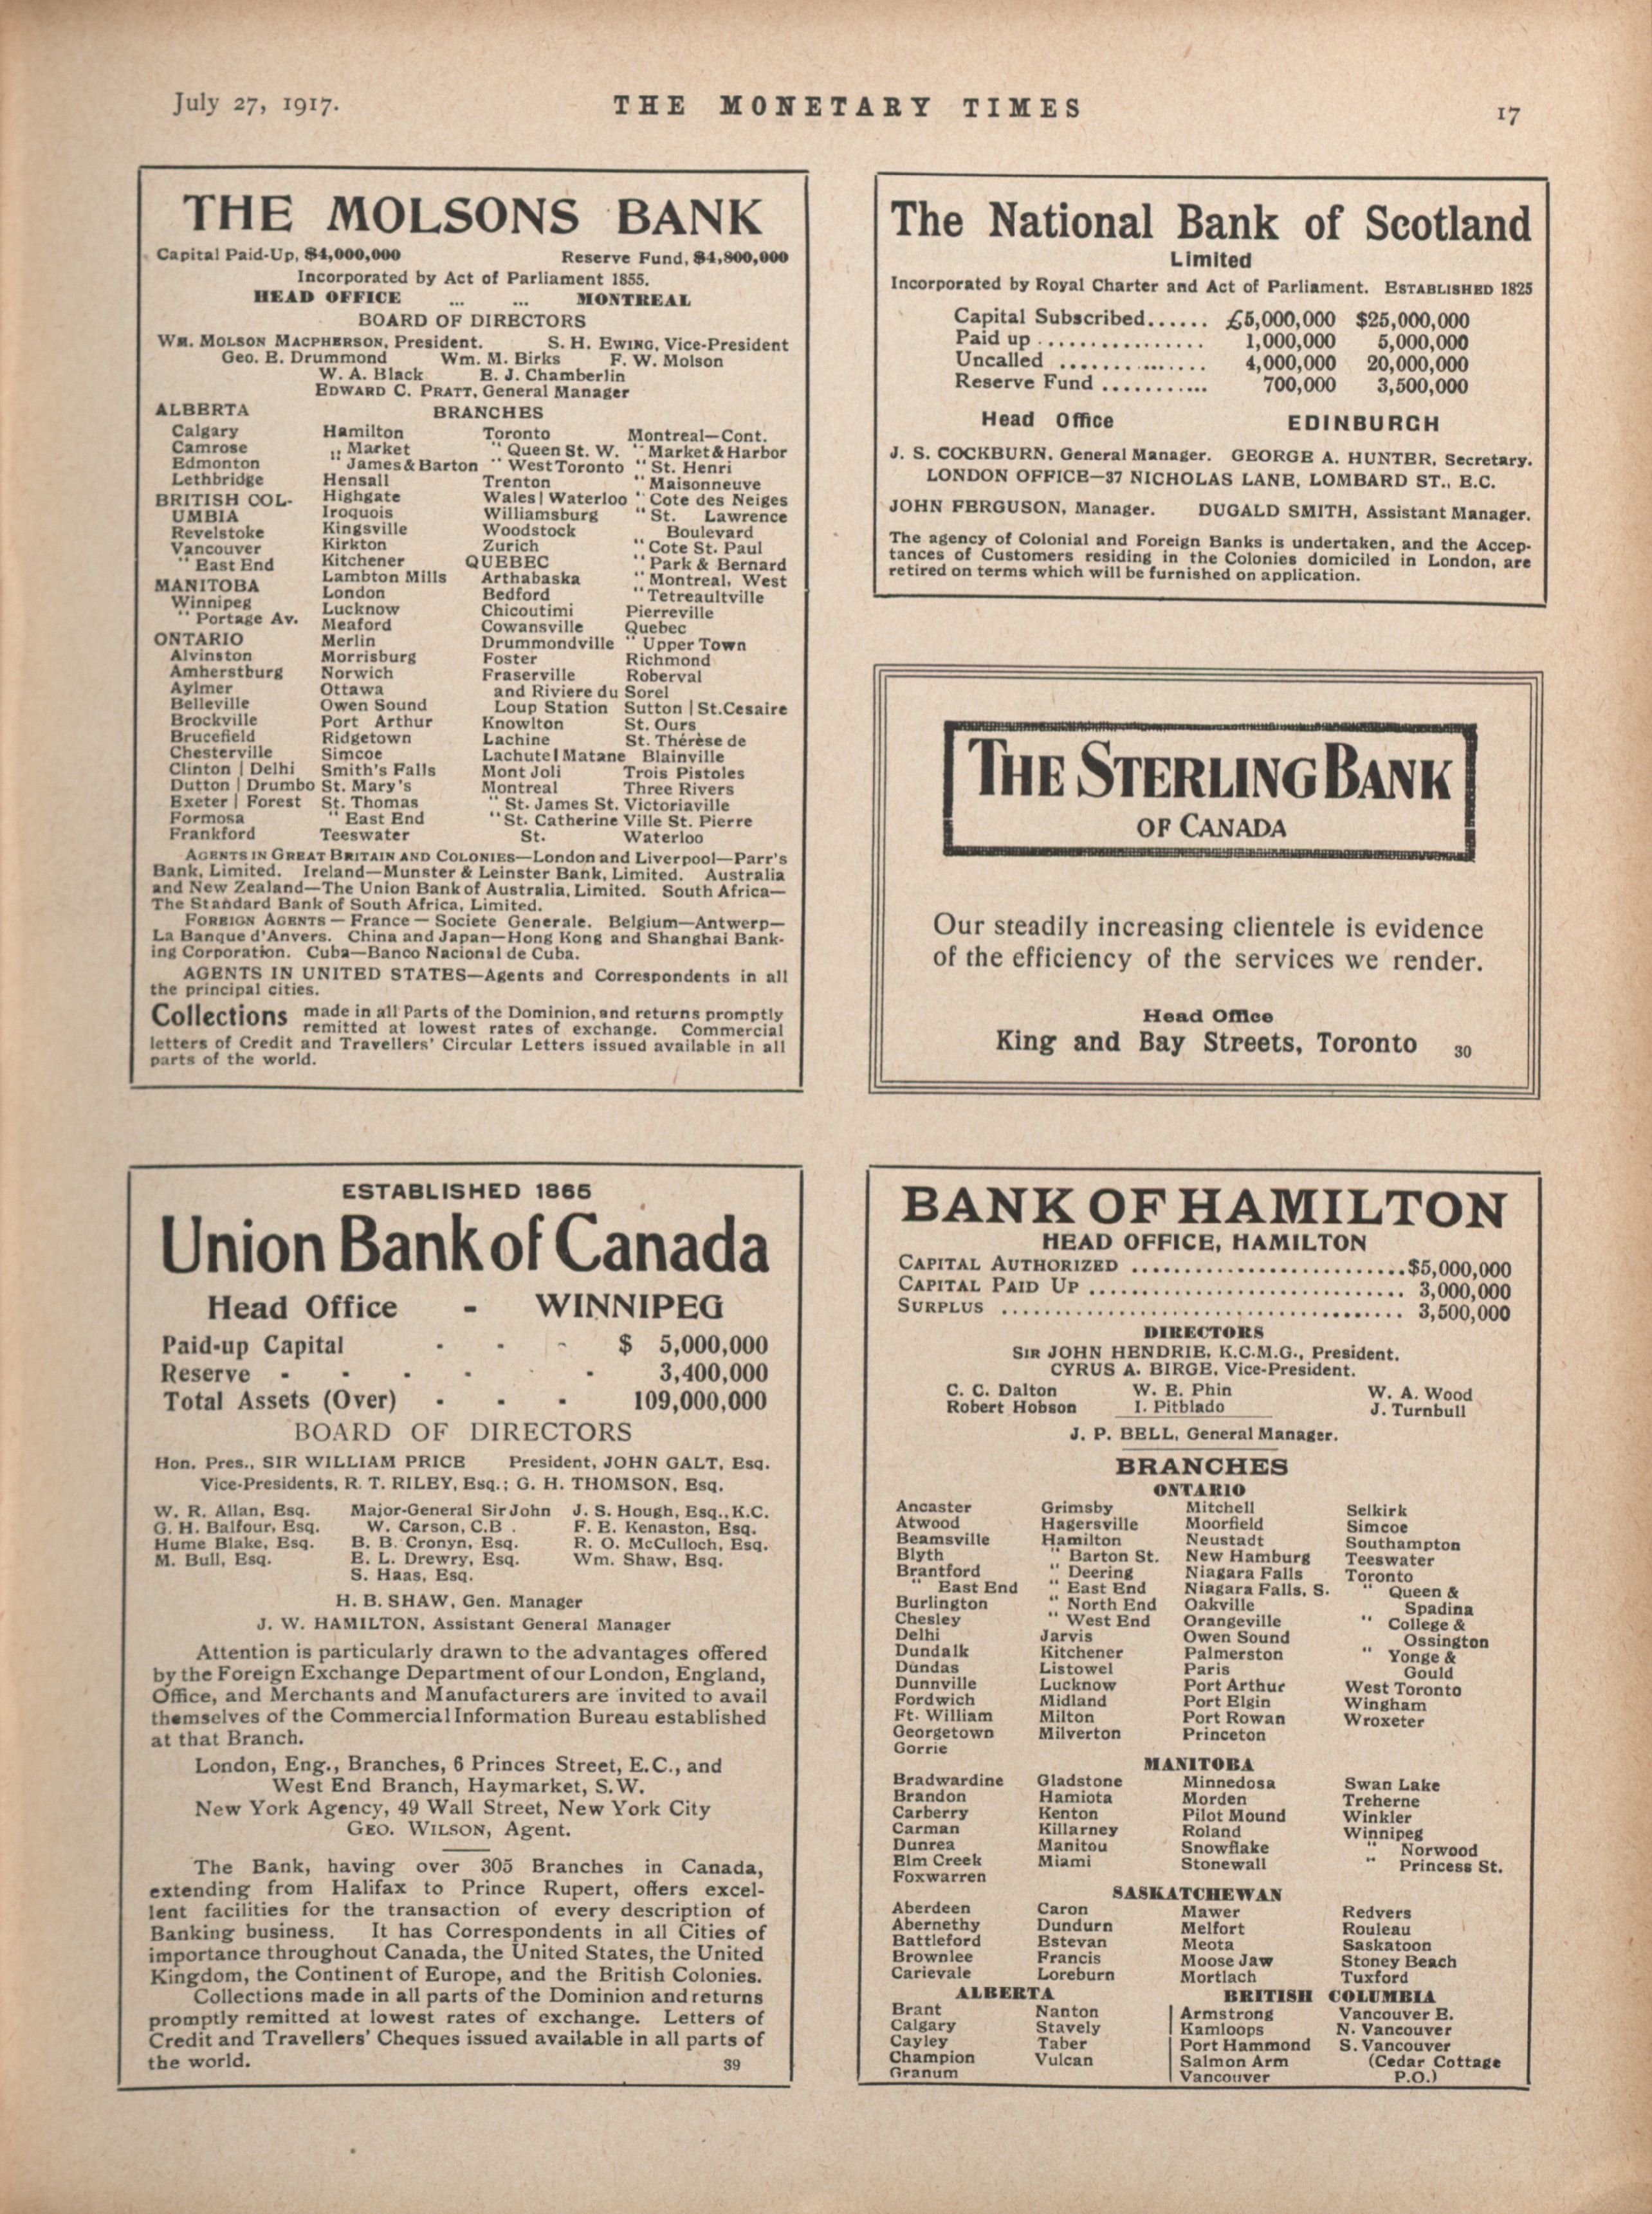 July 27, 1917.
THE MONETARY TIMES
17
THE MOLSONS BANK
Capital Paid-Up, $4,000,000 Reserve Fund, $4,800,000
Incorporated by Act of Parliament 1855.
HEAD OFFICE ... ... MONTREAL
BOARD OF DIRECTORS
WM. MOLSON MACPHERSON, President. S. H. EWING, Vice-President
Geo. E. Drummond Wm. M. Birks F. W. Molson
W. A. Black E. J. Chamberlin
EDWARD C. PRATT, General Manager
BRANCHES
ALBERTA
Calgary
Camrose
Edmonton
Lethbridge
BRITISH COL-
UMBIA
Revelstoke
Vancouver
" East End
MANITOBA
Winnipeg
" Portage Av.
ONTARIO
Alvinston
Amherstburg
Aylmer
Belleville
Brockville
Brucefield
Chesterville
Clinton | Delhi
Dutton | Drumbo
Exeter | Forest
Formosa
Frankford
Hamilton
" Market
" James & Barton
Hensall
Highgate
Iroquois
Kingsville
Kirkton
Kitchener
Lambton Mills
London
Lucknow
Meaford
Merlin
Morrisburg
Norwich
Ottawa
Owen Sound
Port Arthur
Ridgetown
Simcoe
Smith's Falls
St. Mary's
St. Thomas
" East End
Teeswater
Toronto
" Queen St. W.
" West Toronto
Trenton
Wales | Waterloo
Williamsburg
Woodstock
Zurich
QUEBEC
Arthabaska
Bedford
Chicoutimi
Cowansville
Drummondville
Foster
Fraserville
and Riviere du
Loup Station
Knowlton
Lachine
Lachute | Matane
Mont Joli
Montreal
" St. James St.
" St. Catherine
St.
Montreal—Cont.
" Market & Harbor
" St. Henri
" Maisonneuve
" Cote des Neiges
" St. Lawrence
Boulevard
" Cote St. Paul
" Park & Bernard
" Montreal, West
" Tetreaultville
Pierreville
Quebec
" Upper Town
Richmond
Roberval
Sorel
Sutton | St. Cesaire
St. Ours
St. Thérèse de
Blainville
Trois Pistoles
Three Rivers
Victoriaville
Ville St. Pierre
Waterloo
AGENTS IN GREAT BRITAIN AND COLONIES—London and Liverpool—Parr's
Bank, Limited. Ireland—Munster & Leinster Bank, Limited. Australia
and New Zealand—The Union Bank of Australia, Limited. South Africa—
The Standard Bank of South Africa, Limited.
FOREIGN AGENTS — France — Societe Generale. Belgium—Antwerp—
La Banque d'Anvers. China and Japan—Hong Kong and Shanghai Bank-
ing Corporation. Cuba—Banco Nacional de Cuba.
AGENTS IN UNITED STATES—Agents and Correspondents in all
the principal cities.
Collections made in all Parts of the Dominion, and returns promptly
remitted at lowest rates of exchange. Commercial
letters of Credit and Travellers' Circular Letters issued available in all
parts of the world.
The National Bank of Scotland
Limited
Incorporated by Royal Charter and Act of Parliament. ESTABLISHED 1825
Capital Subscribed...... £5,000,000 $25,000,000
Paid up ................ 1,000,000 5,000,000
Uncalled ............... 4,000,000 20,000,000
Reserve Fund ........... 700,000 3,500,000
Head Office EDINBURGH
J. S. COCKBURN, General Manager. GEORGE A. HUNTER, Secretary.
LONDON OFFICE—37 NICHOLAS LANE, LOMBARD ST., E.C.
JOHN FERGUSON, Manager. DUGALD SMITH, Assistant Manager.
The agency of Colonial and Foreign Banks is undertaken, and the Accep-
tances of Customers residing in the Colonies domiciled in London, are
retired on terms which will be furnished on application.
THE STERLING BANK
OF CANADA
Our steadily increasing clientele is evidence
of the efficiency of the services we render.
Head Office
King and Bay Streets, Toronto 30
ESTABLISHED 1865
Union Bank of Canada
Head Office - WINNIPEG
Paid-up Capital - - - $ 5,000,000
Reserve - - - - - - 3,400,000
Total Assets (Over) - - - 109,000,000
BOARD OF DIRECTORS
Hon. Pres., SIR WILLIAM PRICE President, JOHN GALT, Esq.
Vice-Presidents, R. T. RILEY, Esq.; G. H. THOMSON, Esq.
W. R. Allan, Esq.
G. H. Balfour, Esq.
Hume Blake, Esq.
M. Bull, Esq.
Major-General Sir John
W. Carson, C.B.
B. B. Cronyn, Esq.
E. L. Drewry, Esq.
S. Haas, Esq.
J. S. Hough, Esq., K.C.
F. E. Kenaston, Esq.
R. O. McCulloch, Esq.
Wm. Shaw, Esq.
H. B. SHAW, Gen. Manager
J. W. HAMILTON, Assistant General Manager
Attention is particularly drawn to the advantages offered
by the Foreign Exchange Department of our London, England,
Office, and Merchants and Manufacturers are invited to avail
themselves of the Commercial Information Bureau established
at that Branch.
London, Eng., Branches, 6 Princes Street, E.C., and
West End Branch, Haymarket, S.W.
New York Agency, 49 Wall Street, New York City
GEO. WILSON, Agent.
The Bank, having over 305 Branches in Canada,
extending from Halifax to Prince Rupert, offers excel-
lent facilities for the transaction of every description of
Banking business. It has Correspondents in all Cities of
importance throughout Canada, the United States, the United
Kingdom, the Continent of Europe, and the British Colonies.
Collections made in all parts of the Dominion and returns
promptly remitted at lowest rates of exchange. Letters of
Credit and Travellers' Cheques issued available in all parts of
the world. 39
BANK OF HAMILTON
HEAD OFFICE, HAMILTON
CAPITAL AUTHORIZED ..........................$5,000,000
CAPITAL PAID UP .............................. 3,000,000
SURPLUS ....................................... 3,500,000
DIRECTORS
SIR JOHN HENDRIE, K.C.M.G., President.
CYRUS A. BIRGE, Vice-President.
C. C. Dalton W. E. Phin W. A. Wood
Robert Hobson I. Pitblado J. Turnbull
J. P. BELL, General Manager.
BRANCHES
ONTARIO
Ancaster
Atwood
Beamsville
Blyth
Brantford
" East End
Burlington
Chesley
Delhi
Dundalk
Dundas
Dunnville
Fordwich
Ft. William
Georgetown
Gorrie
Grimsby
Hagersville
Hamilton
" Barton St.
" Deering
" East End
" North End
" West End
Jarvis
Kitchener
Listowel
Lucknow
Midland
Milton
Milverton
Mitchell
Moorfield
Neustadt
New Hamburg
Niagara Falls
Niagara Falls, S.
Oakville
Orangeville
Owen Sound
Palmerston
Paris
Port Arthur
Port Elgin
Port Rowan
Princeton
Selkirk
Simcoe
Southampton
Teeswater
Toronto
" Queen &
Spadina
" College &
Ossington
" Yonge &
Gould
West Toronto
Wingham
Wroxeter
MANITOBA
Bradwardine
Brandon
Carberry
Carman
Dunrea
Elm Creek
Foxwarren
Gladstone
Hamiota
Kenton
Killarney
Manitou
Miami
Minnedosa
Morden
Pilot Mound
Roland
Snowflake
Stonewall
Swan Lake
Treherne
Winkler
Winnipeg
" Norwood
" Princess St.
SASKATCHEWAN
Aberdeen
Abernethy
Battleford
Brownlee
Carievale
Caron
Dundurn
Estevan
Francis
Loreburn
Mawer
Melfort
Meota
Moose Jaw
Mortlach
Redvers
Rouleau
Saskatoon
Stoney Beach
Tuxford
ALBERTA
Brant
Calgary
Cayley
Champion
Granum
Nanton
Stavely
Taber
Vulcan
BRITISH COLUMBIA
Armstrong
Kamloops
Port Hammond
Salmon Arm
Vancouver
Vancouver E.
N. Vancouver
S. Vancouver
(Cedar Cottage
P.O.)